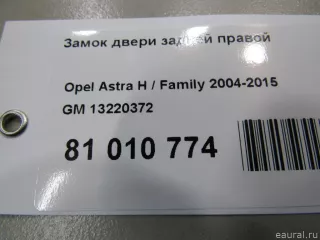 Замок двери задней правой
Opel Astra H / Family 2004-2015
GM 13220372
81 010 774
eaural.ru